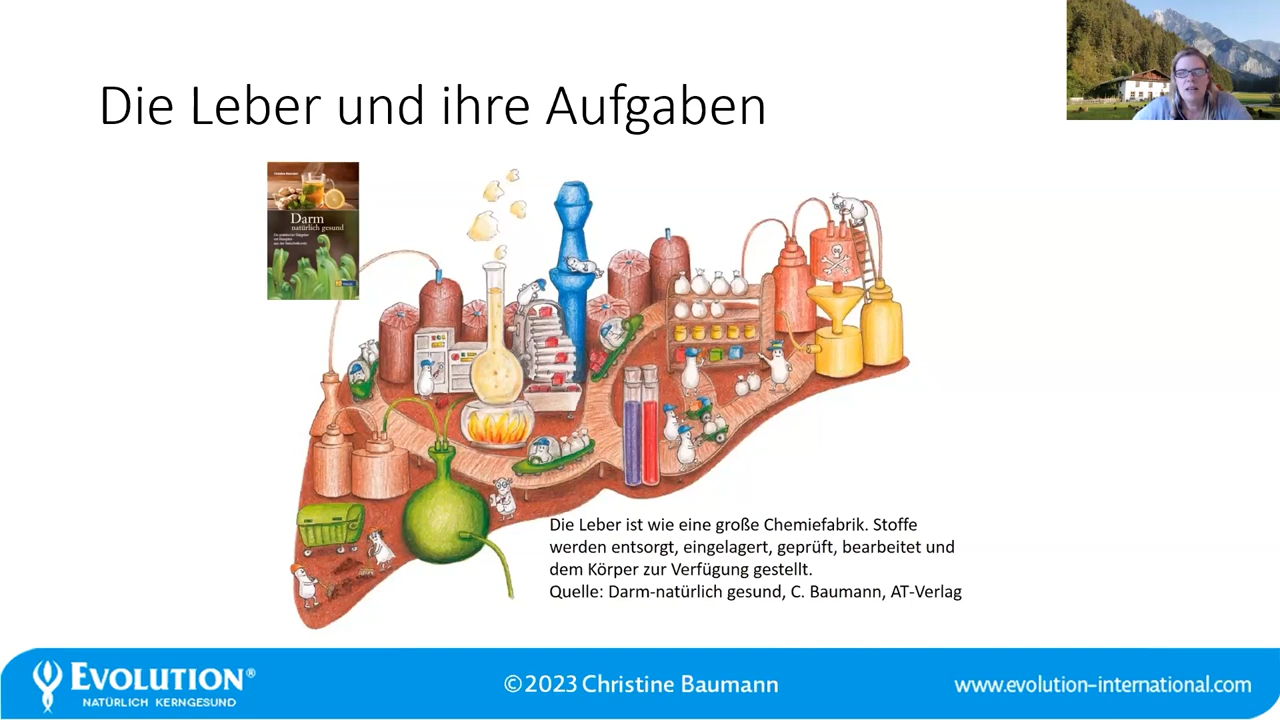 Die Leber und ihre Aufgaben
Christine Baumann
Darm
natürlich gesund
Die Leber ist wie eine große Chemiefabrik. Stoffe
werden entsorgt, eingelagert, geprüft, bearbeitet und
dem Körper zur Verfügung gestellt.
Quelle: Darm-natürlich gesund, C. Baumann, AT-Verlag
EVOLUTION®
NATÜRLICH KERNGESUND
©2023 Christine Baumann
www.evolution-international.com